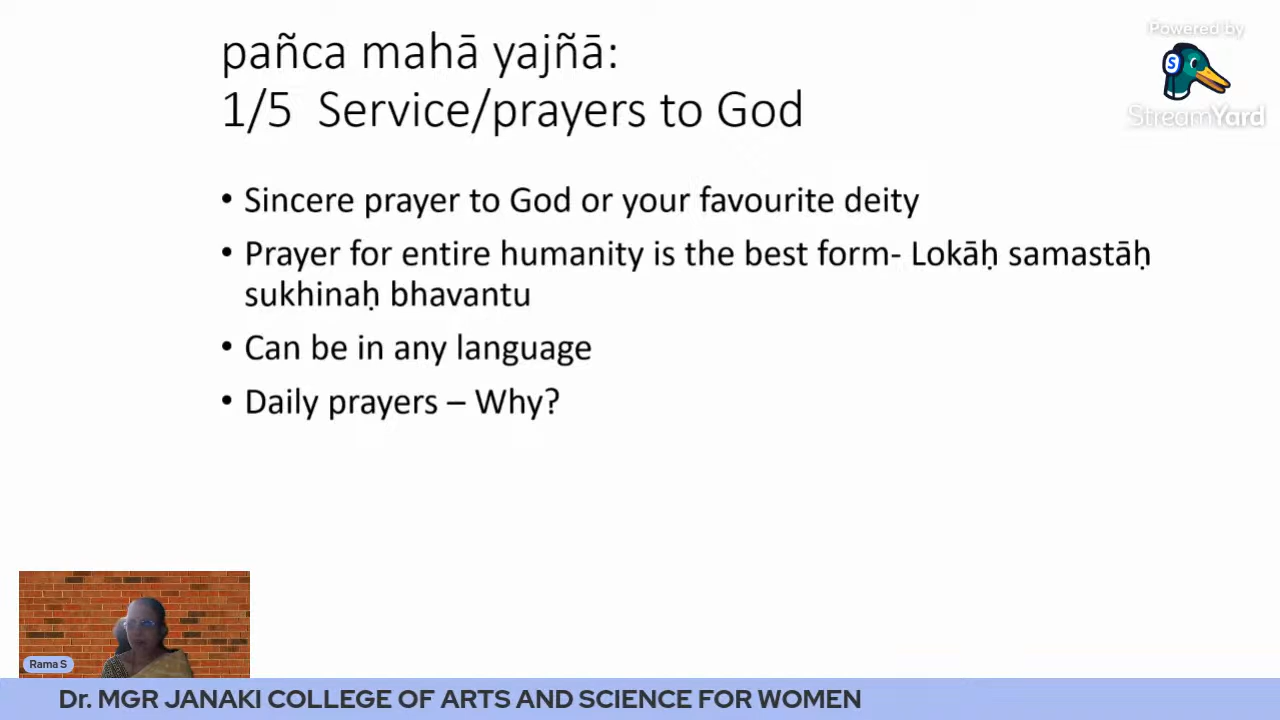 pañca mahā yajñā:
1/5 Service/prayers to God
• Sincere prayer to God or your favourite deity
• Prayer for entire humanity is the best form- Lokāḥ samastāḥ
sukhinaḥ bhavantu
• Can be in any language
• Daily prayers – Why?
Powered by
S
StreamYard
Rama S
Dr. MGR JANAKI COLLEGE OF ARTS AND SCIENCE FOR WOMEN